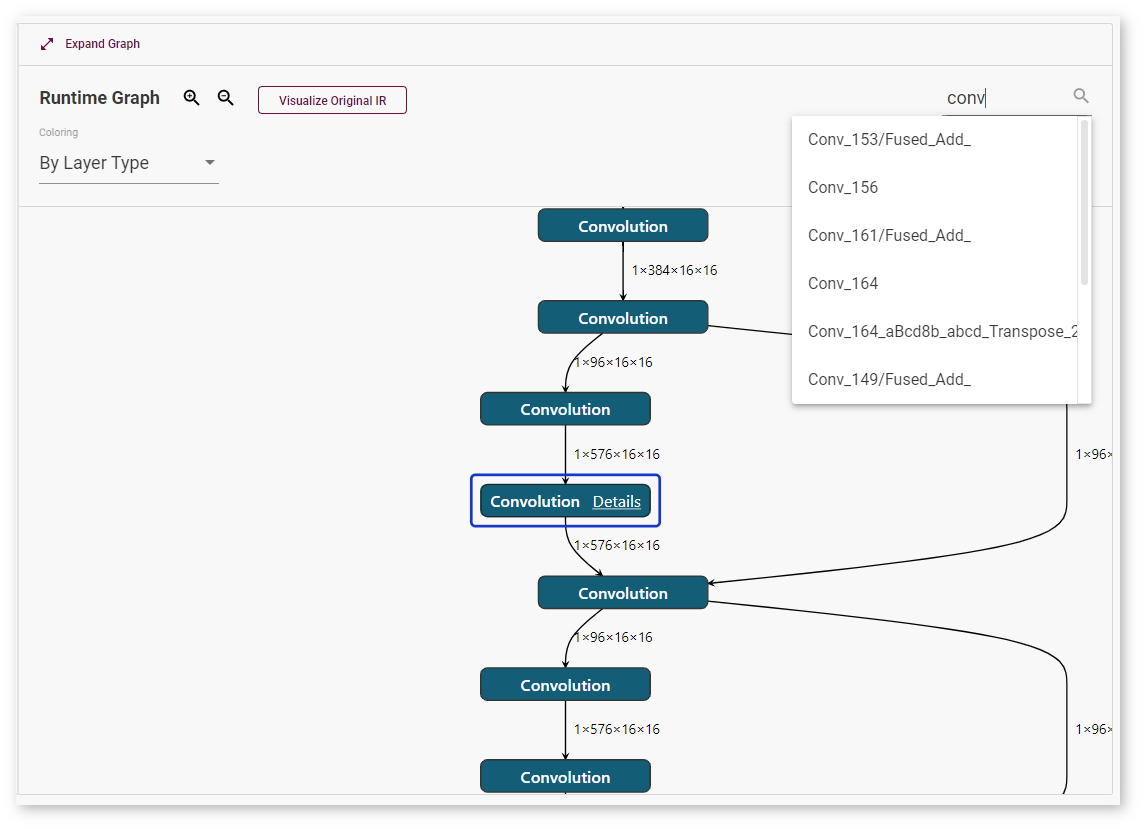 Expand Graph
Runtime Graph
Visualize Original IR
conv
Coloring
By Layer Type
Conv_153/Fused_Add_
Conv_156
Conv_161/Fused_Add_
Conv_164
Conv_164_aBcd8b_abcd_Transpose_2
Conv_149/Fused_Add_
Convolution
1×384×16×16
Convolution
1×96×16×16
Convolution
1×576×16×16
1×96×
Convolution Details
1×576×16×16
Convolution
1×96×16×16
Convolution
1×576×16×16
1×96×
Convolution